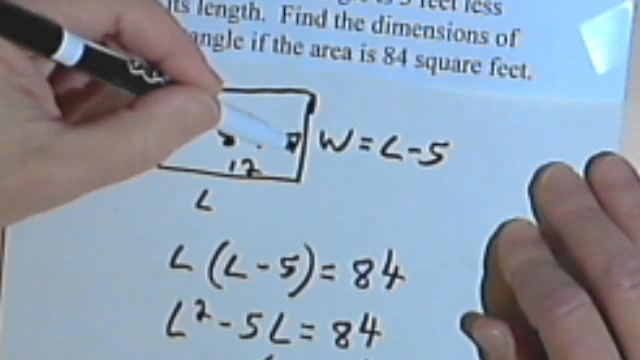 less
its length. Find the dimensions of
angle if the area is 84 square feet.
W = L - 5
12
L
L (L - 5) = 84
L² - 5L = 84